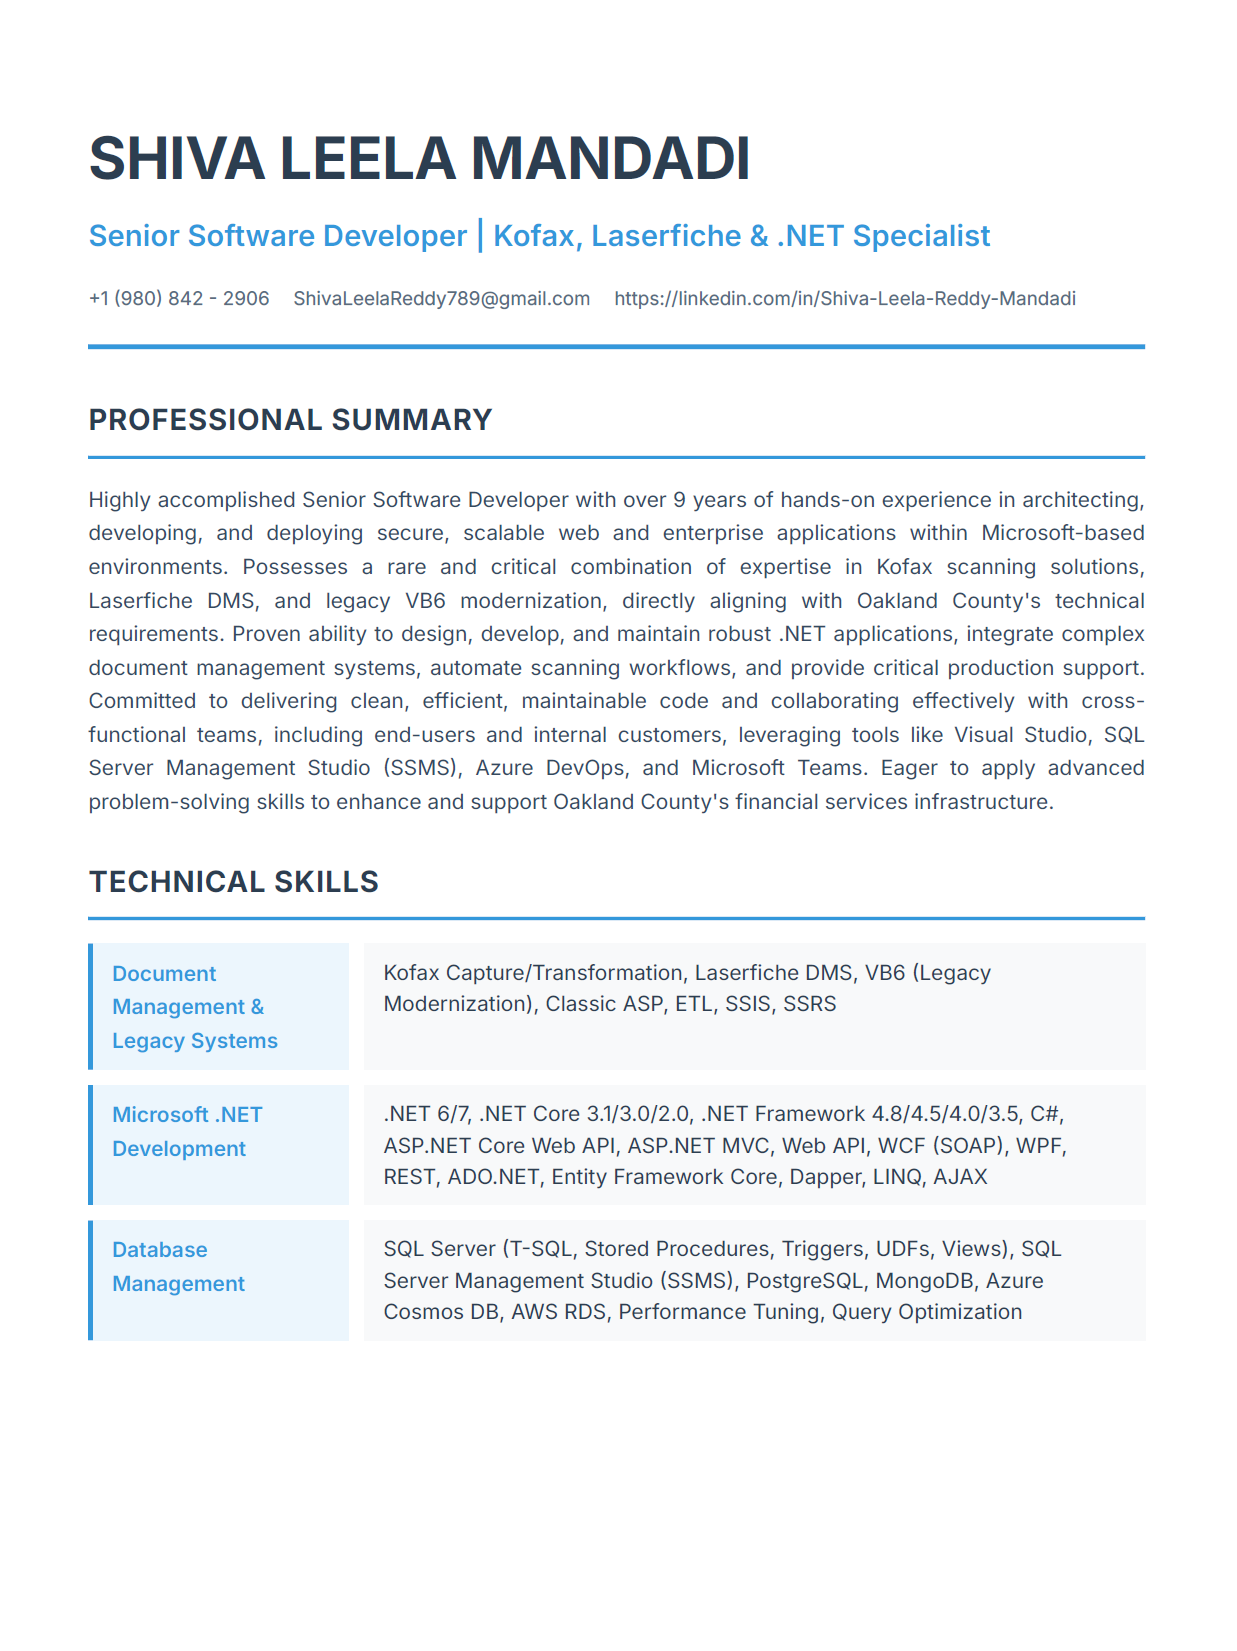 SHIVA LEELA MANDADI
Senior Software Developer | Kofax, Laserfiche & .NET Specialist
+1 (980) 842 - 2906 ShivaLeelaReddy789@gmail.com https://linkedin.com/in/Shiva-Leela-Reddy-Mandadi
PROFESSIONAL SUMMARY
Highly accomplished Senior Software Developer with over 9 years of hands-on experience in architecting,
developing, and deploying secure, scalable web and enterprise applications within Microsoft-based
environments. Possesses a rare and critical combination of expertise in Kofax scanning solutions,
Laserfiche DMS, and legacy VB6 modernization, directly aligning with Oakland County's technical
requirements. Proven ability to design, develop, and maintain robust .NET applications, integrate complex
document management systems, automate scanning workflows, and provide critical production support.
Committed to delivering clean, efficient, maintainable code and collaborating effectively with cross-
functional teams, including end-users and internal customers, leveraging tools like Visual Studio, SQL
Server Management Studio (SSMS), Azure DevOps, and Microsoft Teams. Eager to apply advanced
problem-solving skills to enhance and support Oakland County's financial services infrastructure.
TECHNICAL SKILLS
Document
Management &
Legacy Systems
Kofax Capture/Transformation, Laserfiche DMS, VB6 (Legacy
Modernization), Classic ASP, ETL, SSIS, SSRS
Microsoft .NET
Development
.NET 6/7, .NET Core 3.1/3.0/2.0, .NET Framework 4.8/4.5/4.0/3.5, C#,
ASP.NET Core Web API, ASP.NET MVC, Web API, WCF (SOAP), WPF,
REST, ADO.NET, Entity Framework Core, Dapper, LINQ, AJAX
Database
Management
SQL Server (T-SQL, Stored Procedures, Triggers, UDFs, Views), SQL
Server Management Studio (SSMS), PostgreSQL, MongoDB, Azure
Cosmos DB, AWS RDS, Performance Tuning, Query Optimization